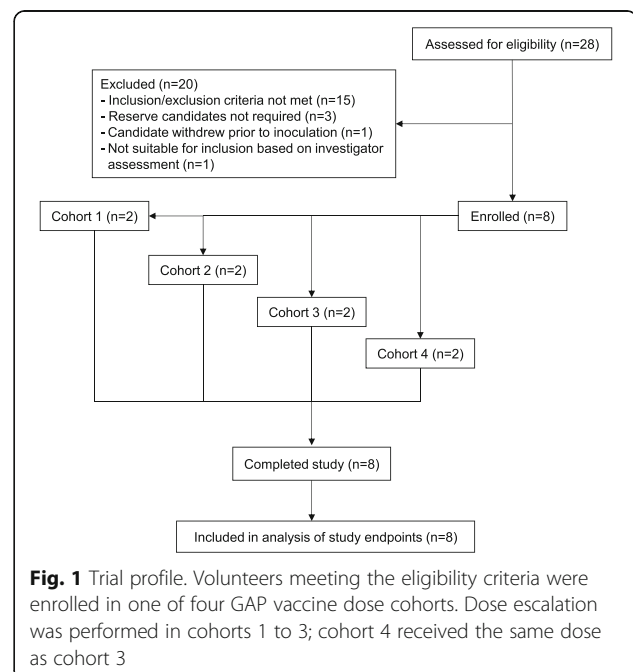 Assessed for eligibility (n=28)
Excluded (n=20)
- Inclusion/exclusion criteria not met (n=15)
- Reserve candidates not required (n=3)
- Candidate withdrew prior to inoculation (n=1)
- Not suitable for inclusion based on investigator
assessment (n=1)
Cohort 1 (n=2)
Enrolled (n=8)
Cohort 2 (n=2)
Cohort 3 (n=2)
Cohort 4 (n=2)
Completed study (n=8)
Included in analysis of study endpoints (n=8)
Fig. 1 Trial profile. Volunteers meeting the eligibility criteria were
enrolled in one of four GAP vaccine dose cohorts. Dose escalation
was performed in cohorts 1 to 3; cohort 4 received the same dose
as cohort 3